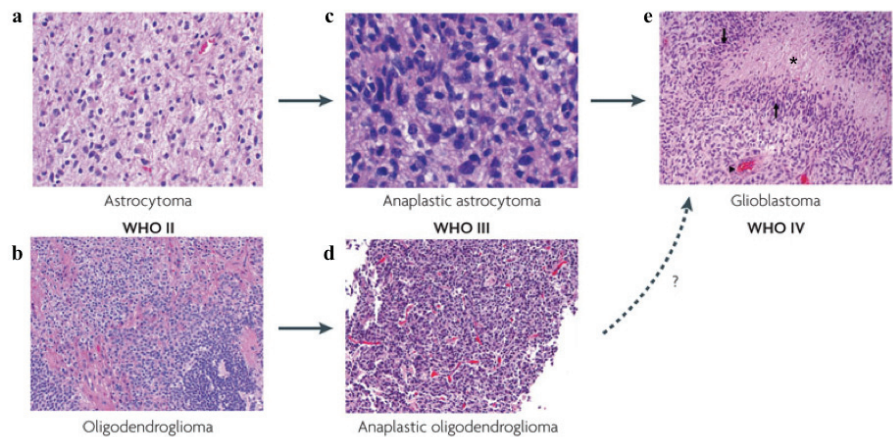 a
c
e
*
Astrocytoma
Anaplastic astrocytoma
Glioblastoma
WHO II
WHO III
WHO IV
b
d
?
Oligodendroglioma
Anaplastic oligodendroglioma